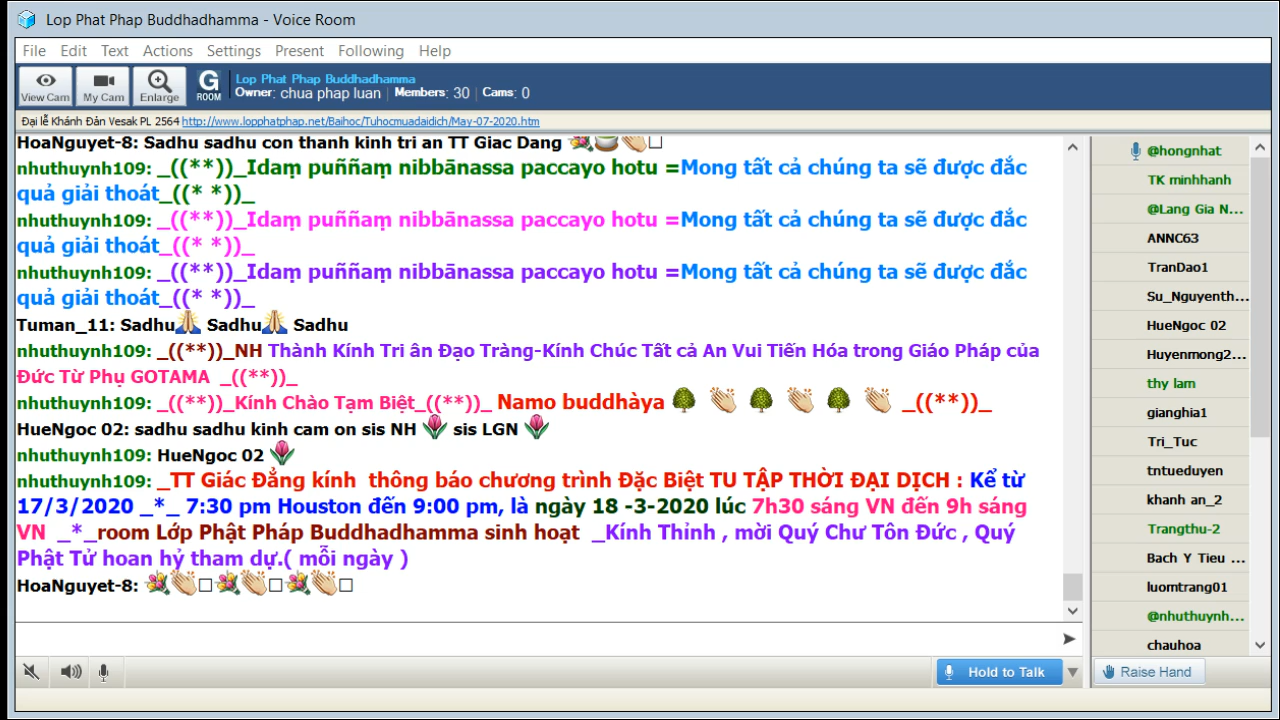 Lop Phat Phap Buddhadhamma - Voice Room
File Edit Text Actions Settings Present Following Help
View Cam My Cam Enlarge G ROOM
Lop Phat Phap Buddhadhamma
Owner: chua phap luan | Members: 30 | Cams: 0
Đại lễ Khánh Đản Vesak PL 2564 http://www.lopphatphap.net/Baihoc/Tuhocmuadaidich/May-07-2020.htm
HoaNguyet-8: Sadhu sadhu con thanh kinh tri an TT Giac Dang
nhuthuynh109: _((**))_Idaṃ puññaṃ nibbānassa paccayo hotu =Mong tất cả chúng ta sẽ được đắc
quả giải thoát_((* *))_
nhuthuynh109: _((**))_Idaṃ puññaṃ nibbānassa paccayo hotu =Mong tất cả chúng ta sẽ được đắc
quả giải thoát_((* *))_
nhuthuynh109: _((**))_Idaṃ puññaṃ nibbānassa paccayo hotu =Mong tất cả chúng ta sẽ được đắc
quả giải thoát_((* *))_
Tuman_11: Sadhu🙏 Sadhu🙏 Sadhu
nhuthuynh109: _((**))_NH Thành Kính Tri ân Đạo Tràng-Kính Chúc Tất cả An Vui Tiến Hóa trong Giáo Pháp của
Đức Từ Phụ GOTAMA _((**))_
nhuthuynh109: _((**))_Kính Chào Tạm Biệt_((**))_ Namo buddhàya 🌳 👏 🌳 👏 🌳 👏 _((**))_
HueNgoc 02: sadhu sadhu kinh cam on sis NH 🌷 sis LGN 🌷
nhuthuynh109: HueNgoc 02 🌷
nhuthuynh109: _TT Giác Đẳng kính thông báo chương trình Đặc Biệt TU TẬP THỜI ĐẠI DỊCH : Kể từ
17/3/2020 _*_ 7:30 pm Houston đến 9:00 pm, là ngày 18 -3-2020 lúc 7h30 sáng VN đến 9h sáng
VN _*_room Lớp Phật Pháp Buddhadhamma sinh hoạt _Kính Thỉnh , mời Quý Chư Tôn Đức , Quý
Phật Tử hoan hỷ tham dự.( mỗi ngày )
HoaNguyet-8: 💐👏□💐👏□💐👏□
Hold to Talk
@hongnhat
TK minhhanh
@Lang Gia N...
ANNC63
TranDao1
Su_Nguyenth...
HueNgoc 02
Huyenmong2...
thy lam
gianghia1
Tri_Tuc
tntueduyen
khanh an_2
Trangthu-2
Bach Y Tieu ...
luomtrang01
@nhuthuynh...
chauhoa
Raise Hand